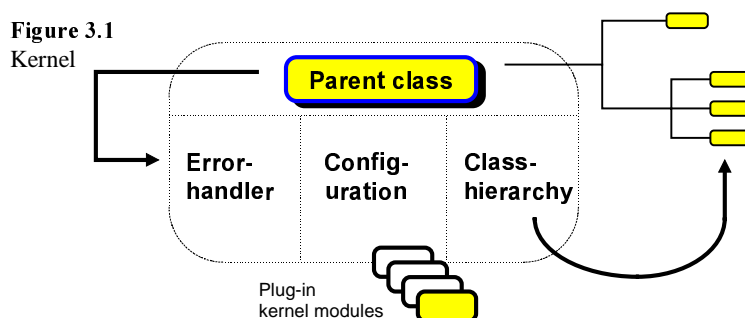 Figure 3.1
Kernel
Parent class
Error-
handler
Config-
uration
Class-
hierarchy
Plug-in
kernel modules